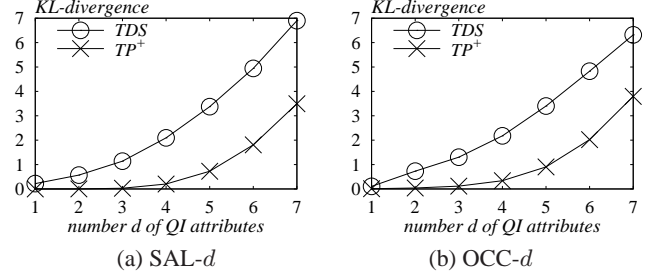 KL-divergence
7
6
5
4
3
2
1
0
TDS
TP+
1 2 3 4 5 6 7
number d of QI attributes
(a) SAL-d
KL-divergence
7
6
5
4
3
2
1
0
TDS
TP+
1 2 3 4 5 6 7
number d of QI attributes
(b) OCC-d